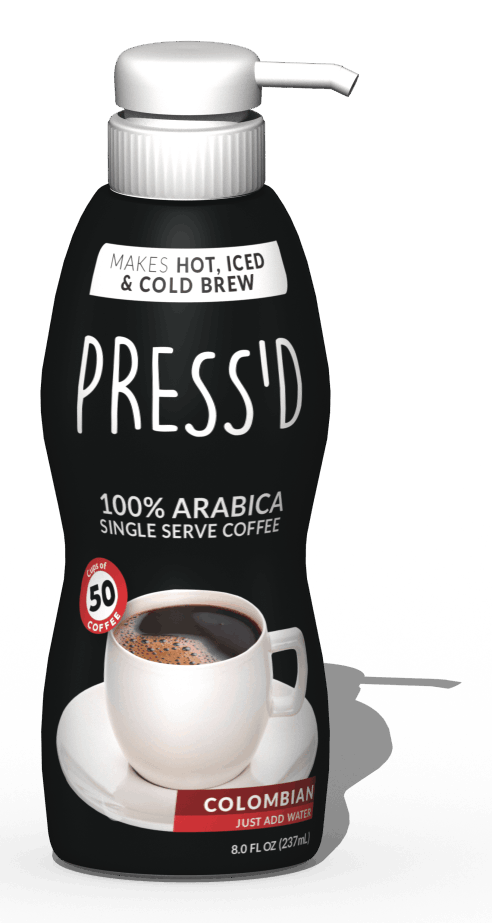 MAKES HOT, ICED
& COLD BREW
PRESS'D
100% ARABICA
SINGLE SERVE COFFEE
Cups of
50
COFFEE
COLOMBIAN
JUST ADD WATER
8.0 FL OZ (237mL)